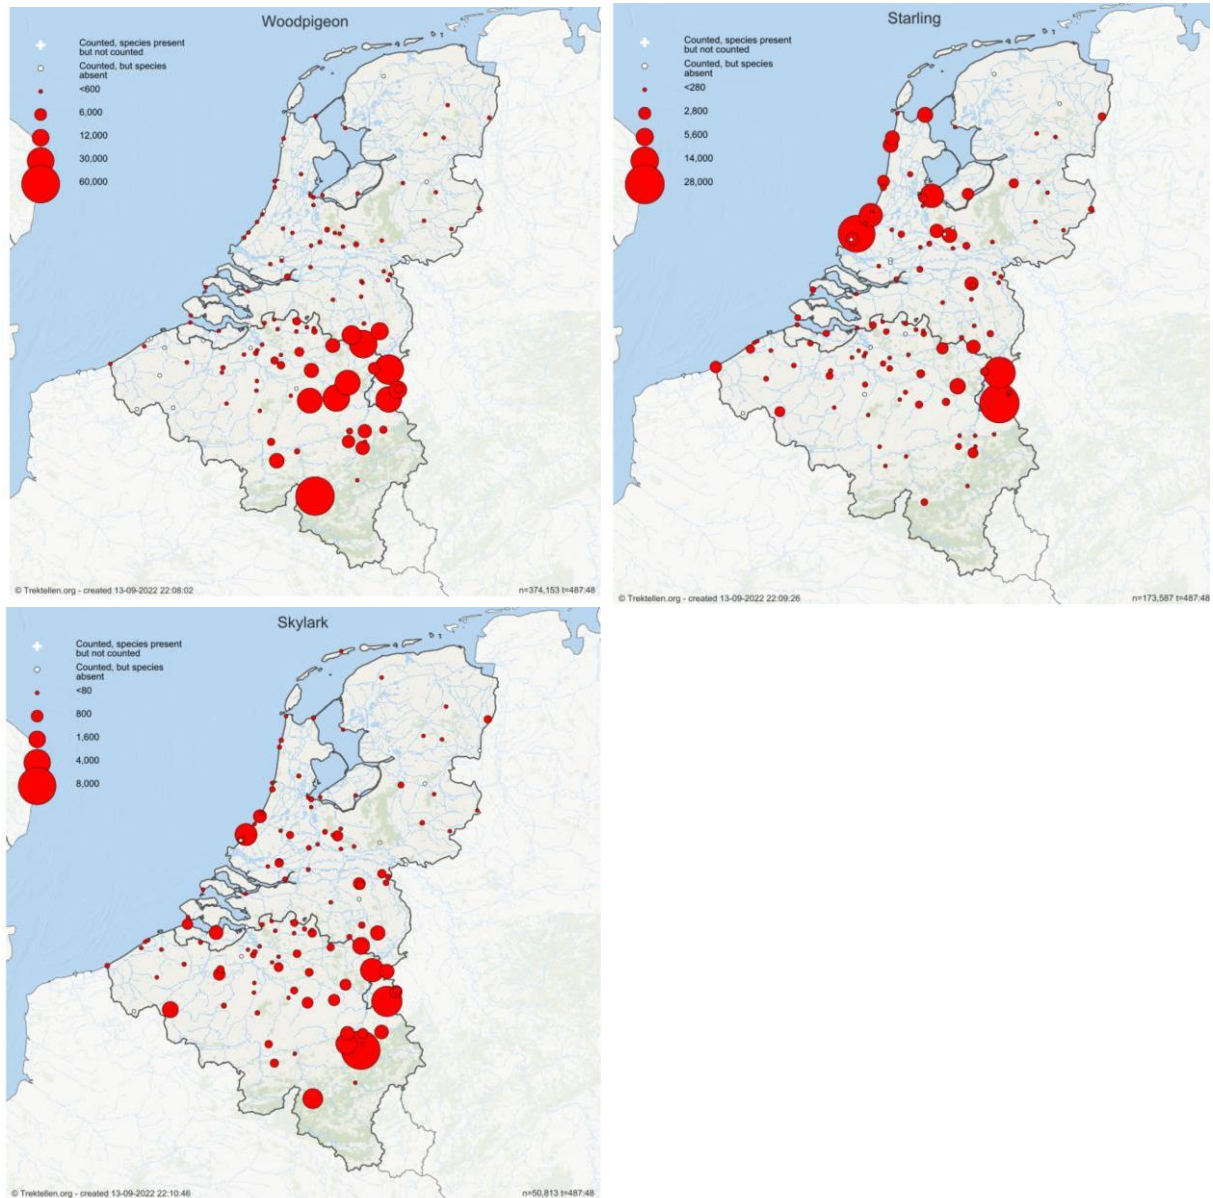 Woodpigeon
Counted, species present
but not counted
Counted, but species
absent
<600
6,000
12,000
30,000
60,000
© Trektellen.org - created 13-09-2022 22:08:02
n=374,153 t=487:48
Starling
Counted, species present
but not counted
Counted, but species
absent
<280
2,800
5,600
14,000
28,000
© Trektellen.org - created 13-09-2022 22:09:26
n=173,587 t=487:48
Skylark
Counted, species present
but not counted
Counted, but species
absent
<80
800
1,600
4,000
8,000
© Trektellen.org - created 13-09-2022 22:10:46
n=50,813 t=487:48